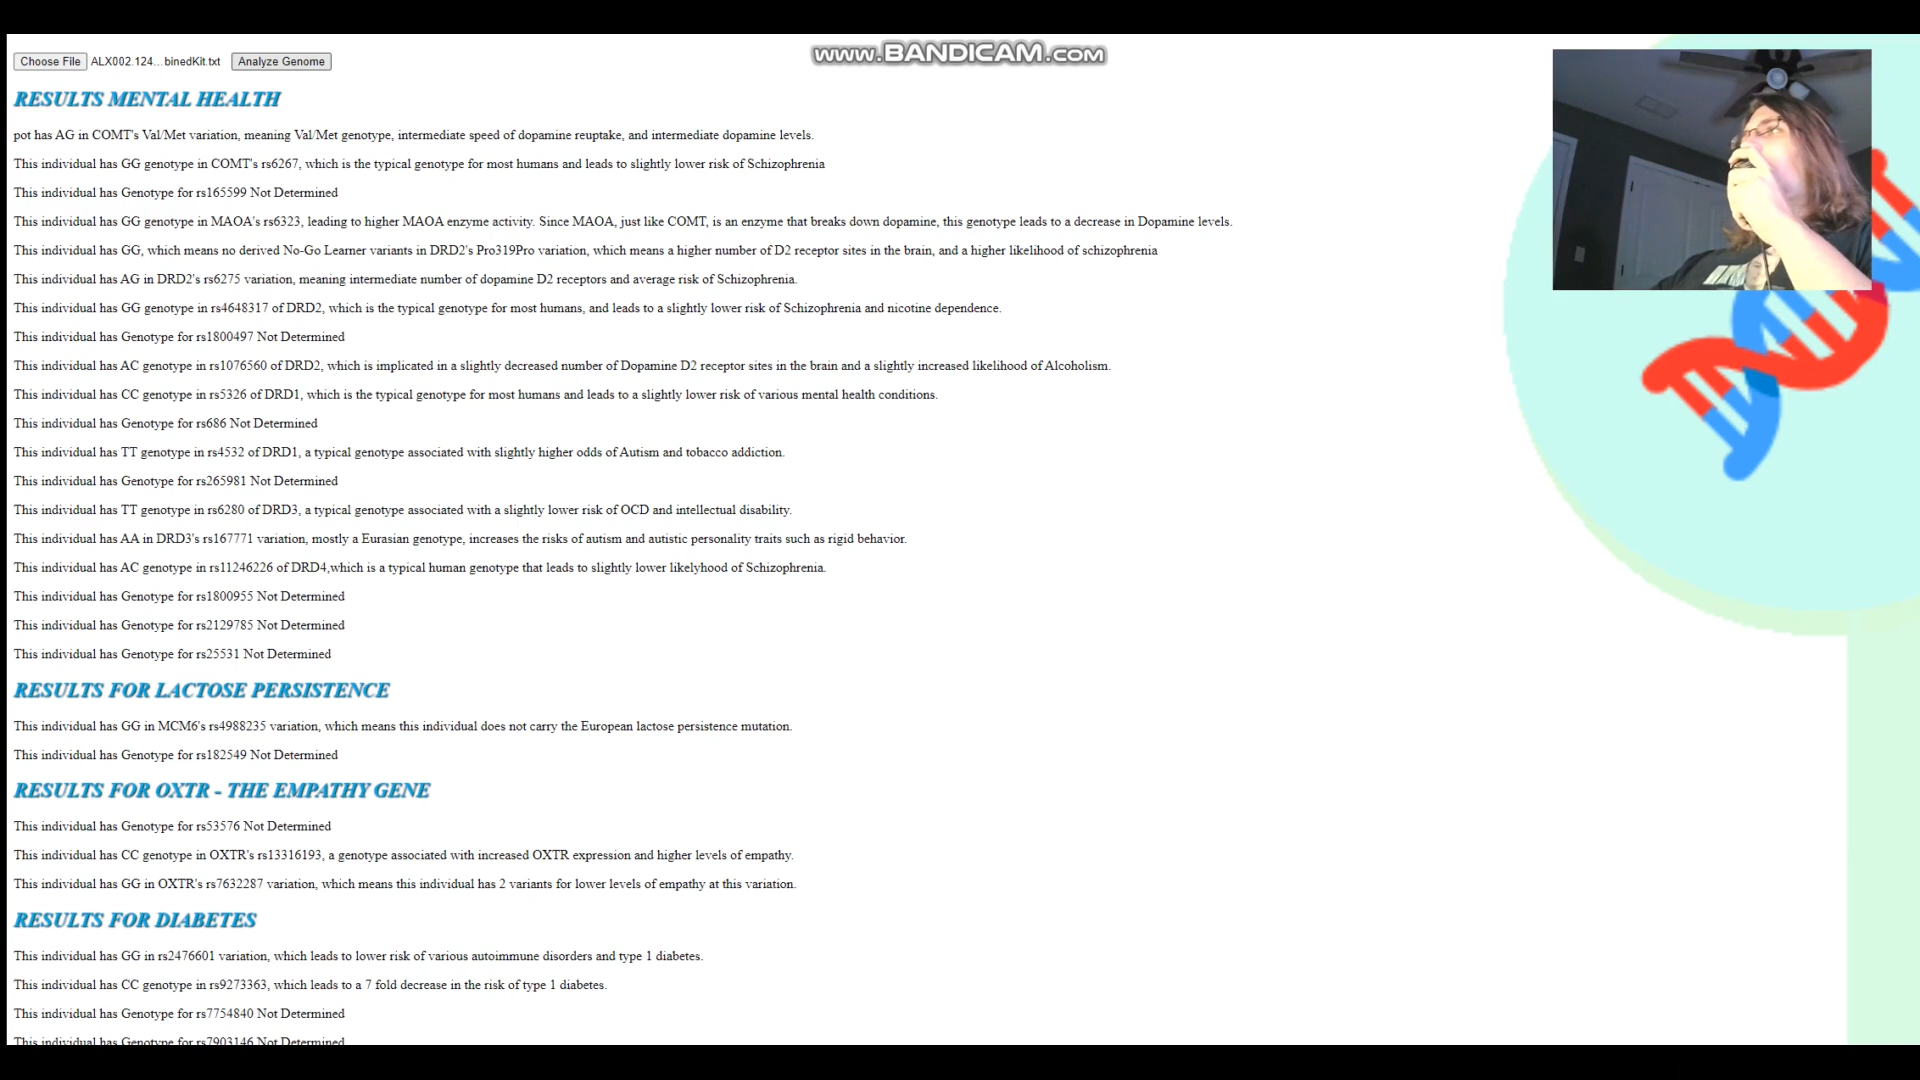 www.BANDICAM.com
Choose File ALX002.124...binedKit.txt Analyze Genome
RESULTS MENTAL HEALTH
pot has AG in COMT's Val/Met variation, meaning Val/Met genotype, intermediate speed of dopamine reuptake, and intermediate dopamine levels.
This individual has GG genotype in COMT's rs6267, which is the typical genotype for most humans and leads to slightly lower risk of Schizophrenia
This individual has Genotype for rs165599 Not Determined
This individual has GG genotype in MAOA's rs6323, leading to higher MAOA enzyme activity. Since MAOA, just like COMT, is an enzyme that breaks down dopamine, this genotype leads to a decrease in Dopamine levels.
This individual has GG, which means no derived No-Go Learner variants in DRD2's Pro319Pro variation, which means a higher number of D2 receptor sites in the brain, and a higher likelihood of schizophrenia
This individual has AG in DRD2's rs6275 variation, meaning intermediate number of dopamine D2 receptors and average risk of Schizophrenia.
This individual has GG genotype in rs4648317 of DRD2, which is the typical genotype for most humans, and leads to a slightly lower risk of Schizophrenia and nicotine dependence.
This individual has Genotype for rs1800497 Not Determined
This individual has AC genotype in rs1076560 of DRD2, which is implicated in a slightly decreased number of Dopamine D2 receptor sites in the brain and a slightly increased likelihood of Alcoholism.
This individual has CC genotype in rs5326 of DRD1, which is the typical genotype for most humans and leads to a slightly lower risk of various mental health conditions.
This individual has Genotype for rs686 Not Determined
This individual has TT genotype in rs4532 of DRD1, a typical genotype associated with slightly higher odds of Autism and tobacco addiction.
This individual has Genotype for rs265981 Not Determined
This individual has TT genotype in rs6280 of DRD3, a typical genotype associated with a slightly lower risk of OCD and intellectual disability.
This individual has AA in DRD3's rs167771 variation, mostly a Eurasian genotype, increases the risks of autism and autistic personality traits such as rigid behavior.
This individual has AC genotype in rs11246226 of DRD4,which is a typical human genotype that leads to slightly lower likelyhood of Schizophrenia.
This individual has Genotype for rs1800955 Not Determined
This individual has Genotype for rs2129785 Not Determined
This individual has Genotype for rs25531 Not Determined
RESULTS FOR LACTOSE PERSISTENCE
This individual has GG in MCM6's rs4988235 variation, which means this individual does not carry the European lactose persistence mutation.
This individual has Genotype for rs182549 Not Determined
RESULTS FOR OXTR - THE EMPATHY GENE
This individual has Genotype for rs53576 Not Determined
This individual has CC genotype in OXTR's rs13316193, a genotype associated with increased OXTR expression and higher levels of empathy.
This individual has GG in OXTR's rs7632287 variation, which means this individual has 2 variants for lower levels of empathy at this variation.
RESULTS FOR DIABETES
This individual has GG in rs2476601 variation, which leads to lower risk of various autoimmune disorders and type 1 diabetes.
This individual has CC genotype in rs9273363, which leads to a 7 fold decrease in the risk of type 1 diabetes.
This individual has Genotype for rs7754840 Not Determined
This individual has Genotype for rs7903146 Not Determined